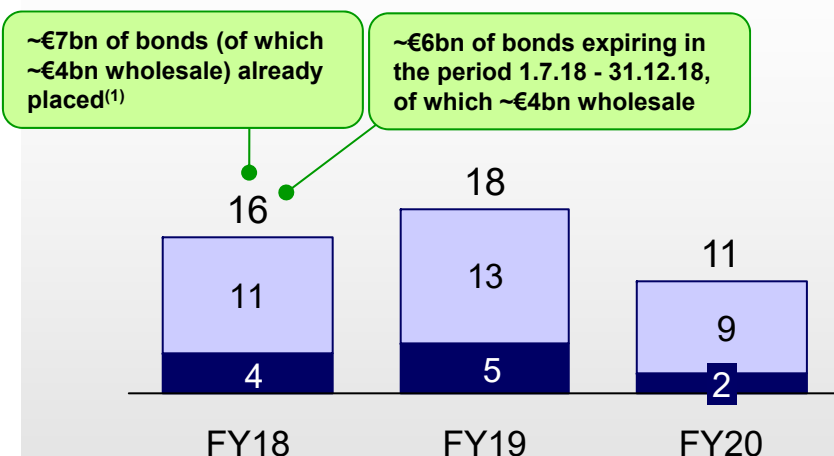 ~€7bn of bonds (of which
~€4bn wholesale) already
placed(1)
~€6bn of bonds expiring in
the period 1.7.18 - 31.12.18,
of which ~€4bn wholesale
16
18
11
11
13
9
4
5
2
FY18
FY19
FY20